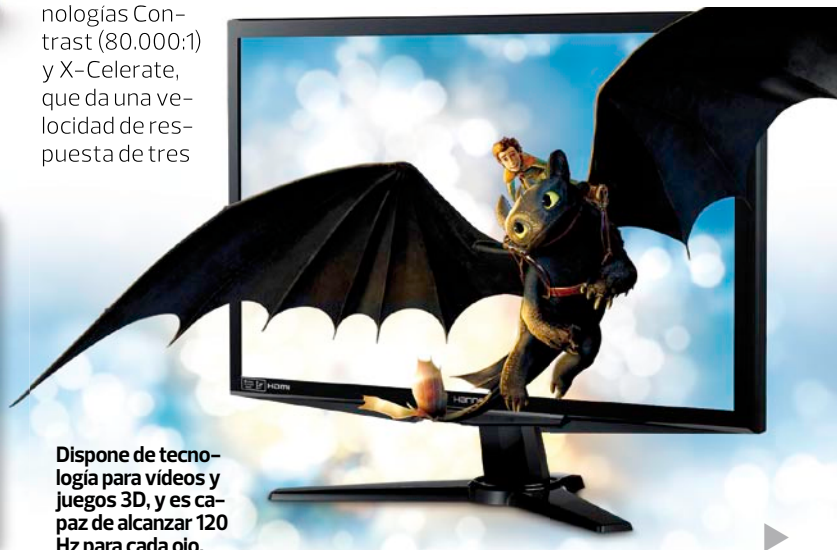 nologías Con-
trast (80.000:1)
y X-Celerate,
que da una ve-
locidad de res-
puesta de tres
HDMI
Dispone de tecno-
logía para vídeos y
juegos 3D, y es ca-
paz de alcanzar 120
Hz para cada ojo.